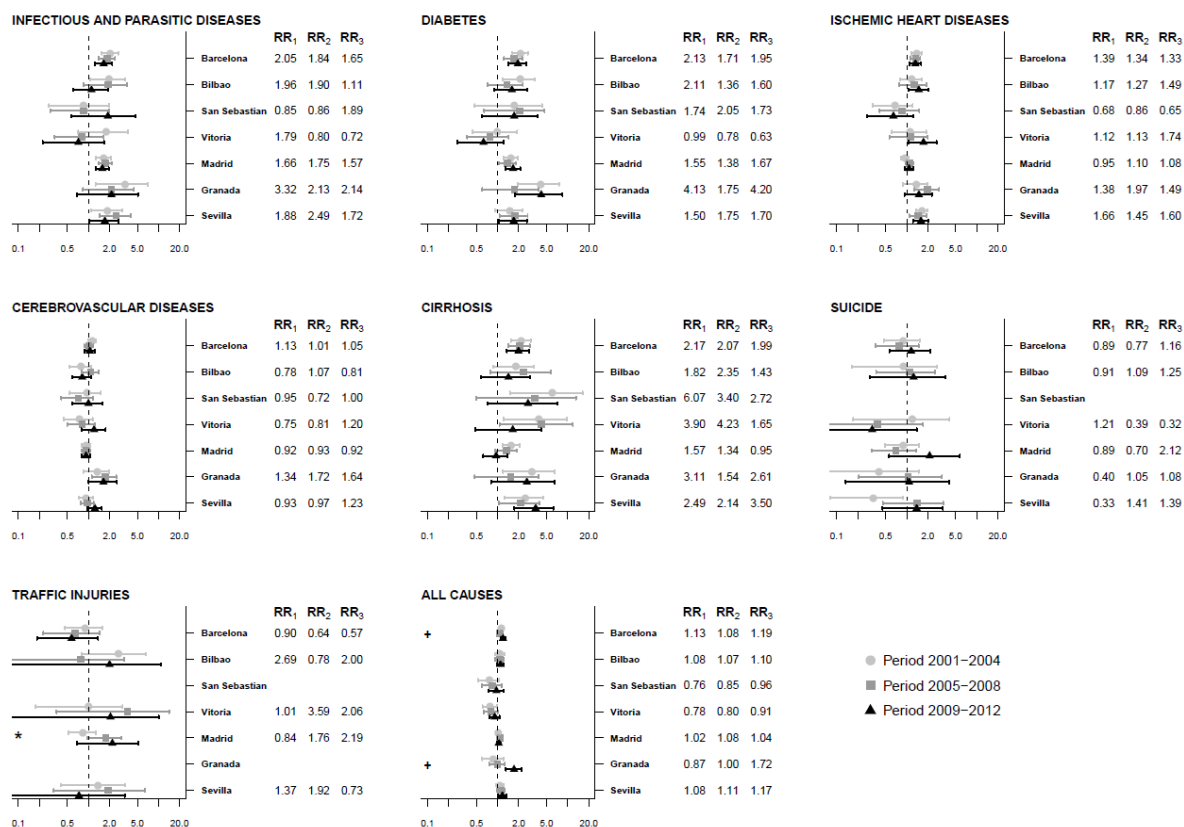 INFECTIOUS AND PARASITIC DISEASES
RR1 RR2 RR3
Barcelona 2.05 1.84 1.65
Bilbao 1.96 1.90 1.11
San Sebastian 0.85 0.86 1.89
Vitoria 1.79 0.80 0.72
Madrid 1.66 1.75 1.57
Granada 3.32 2.13 2.14
Sevilla 1.88 2.49 1.72
0.1 0.5 2.0 5.0 20.0
DIABETES
RR1 RR2 RR3
Barcelona 2.13 1.71 1.95
Bilbao 2.11 1.36 1.60
San Sebastian 1.74 2.05 1.73
Vitoria 0.99 0.78 0.63
Madrid 1.55 1.38 1.67
Granada 4.13 1.75 4.20
Sevilla 1.50 1.75 1.70
0.1 0.5 2.0 5.0 20.0
ISCHEMIC HEART DISEASES
RR1 RR2 RR3
Barcelona 1.39 1.34 1.33
Bilbao 1.17 1.27 1.49
San Sebastian 0.68 0.86 0.65
Vitoria 1.12 1.13 1.74
Madrid 0.95 1.10 1.08
Granada 1.38 1.97 1.49
Sevilla 1.66 1.45 1.60
0.1 0.5 2.0 5.0 20.0
CEREBROVASCULAR DISEASES
RR1 RR2 RR3
Barcelona 1.13 1.01 1.05
Bilbao 0.78 1.07 0.81
San Sebastian 0.95 0.72 1.00
Vitoria 0.75 0.81 1.20
Madrid 0.92 0.93 0.92
Granada 1.34 1.72 1.64
Sevilla 0.93 0.97 1.23
0.1 0.5 2.0 5.0 20.0
CIRRHOSIS
RR1 RR2 RR3
Barcelona 2.17 2.07 1.99
Bilbao 1.82 2.35 1.43
San Sebastian 6.07 3.40 2.72
Vitoria 3.90 4.23 1.65
Madrid 1.57 1.34 0.95
Granada 3.11 1.54 2.61
Sevilla 2.49 2.14 3.50
0.1 0.5 2.0 5.0 20.0
SUICIDE
RR1 RR2 RR3
Barcelona 0.89 0.77 1.16
Bilbao 0.91 1.09 1.25
San Sebastian
Vitoria 1.21 0.39 0.32
Madrid 0.89 0.70 2.12
Granada 0.40 1.05 1.08
Sevilla 0.33 1.41 1.39
0.1 0.5 2.0 5.0 20.0
TRAFFIC INJURIES
RR1 RR2 RR3
Barcelona 0.90 0.64 0.57
Bilbao 2.69 0.78 2.00
San Sebastian
Vitoria 1.01 3.59 2.06
* Madrid 0.84 1.76 2.19
Granada
Sevilla 1.37 1.92 0.73
0.1 0.5 2.0 5.0 20.0
ALL CAUSES
RR1 RR2 RR3
+ Barcelona 1.13 1.08 1.19
Bilbao 1.08 1.07 1.10
San Sebastian 0.76 0.85 0.96
Vitoria 0.78 0.80 0.91
Madrid 1.02 1.08 1.04
+ Granada 0.87 1.00 1.72
Sevilla 1.08 1.11 1.17
0.1 0.5 2.0 5.0 20.0
Period 2001−2004
Period 2005−2008
Period 2009−2012